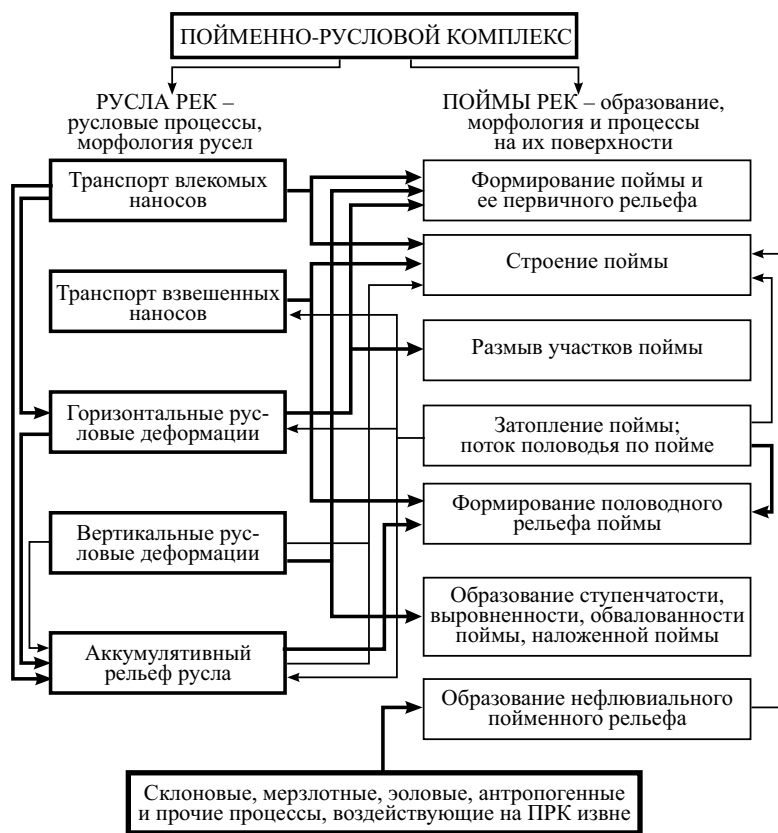 ПОЙМЕННО-РУСЛОВОЙ КОМПЛЕКС
РУСЛА РЕК –
русловые процессы,
морфология русел
Транспорт влекомых
наносов
Транспорт взвешенных
наносов
Горизонтальные рус-
ловые деформации
Вертикальные рус-
ловые деформации
Аккумулятивный
рельеф русла
ПОЙМЫ РЕК – образование,
морфология и процессы
на их поверхности
Формирование поймы и
ее первичного рельефа
Строение поймы
Размыв участков поймы
Затопление поймы;
поток половодья по пойме
Формирование половодного
рельефа поймы
Образование ступенчатости,
выровненности, обвалованности
поймы, наложенной поймы
Образование нефлювиального
пойменного рельефа
Склоновые, мерзлотные, эоловые, антропогенные
и прочие процессы, воздействующие на ПРК извне